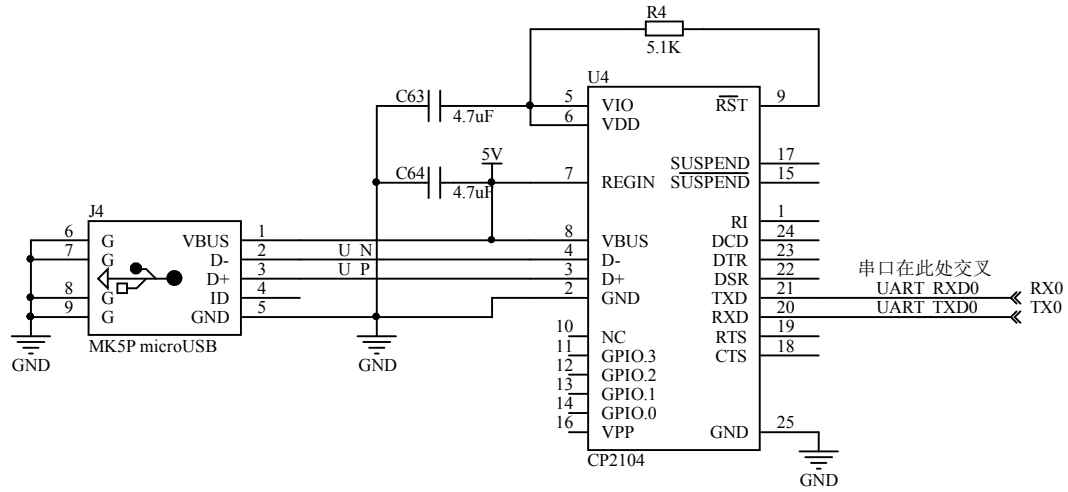 R4
5.1K
U4
C63
4.7uF
5 VIO
6 VDD
RST 9
5V
C64
4.7uF
7 REGIN
SUSPEND 17
SUSPEND 15
J4
6 G VBUS 1
7 G D- 2
D+ 3
8 G ID 4
9 G GND 5
MK5P microUSB
GND
U N
U P
GND
8 VBUS
4 D-
3 D+
2 GND
10 NC
11 GPIO.3
12 GPIO.2
13 GPIO.1
14 GPIO.0
16 VPP
RI 1
DCD 24
DTR 23
DSR 22
TXD 21
RXD 20
RTS 19
CTS 18
GND 25
串口在此处交叉
UART RXD0 RX0
UART TXD0 TX0
CP2104
GND